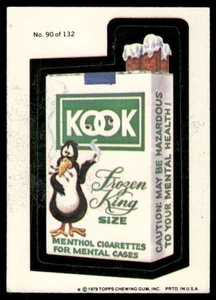 No. 90 of 132
KOOK
Frozen
King
SIZE
MENTHOL CIGARETTES
FOR MENTAL CASES
CAUTION: MAY BE HAZARDOUS
TO YOUR MENTAL HEALTH!
© 1979 TOPPS CHEWING GUM, INC. PRTD. IN U.S.A.